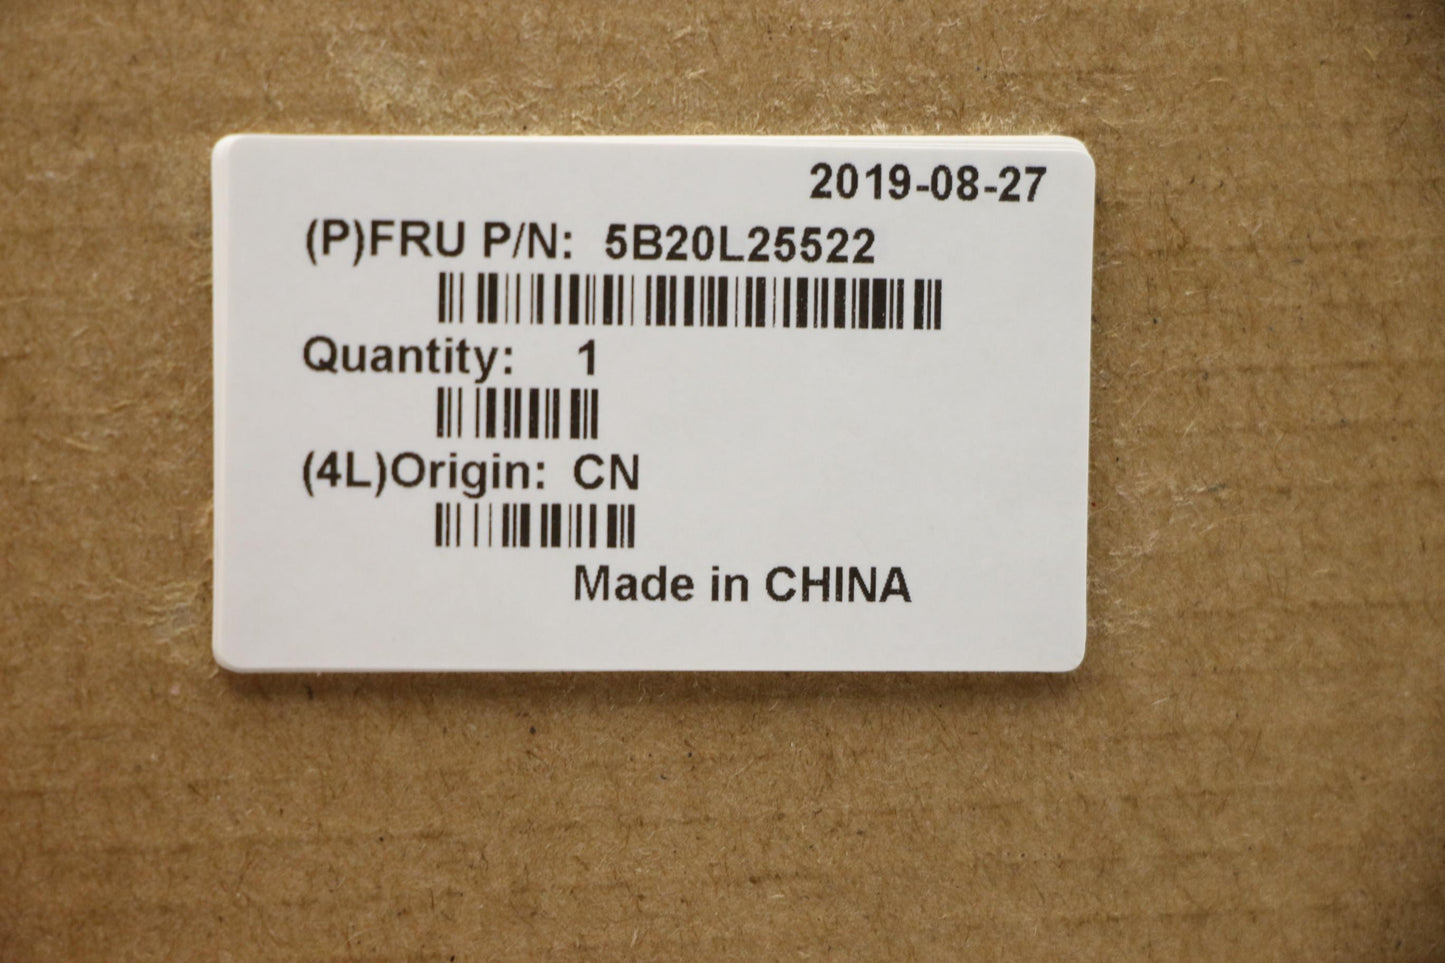 2019-08-27
(P)FRU P/N: 5B20L25522
Quantity: 1
(4L)Origin: CN
Made in CHINA